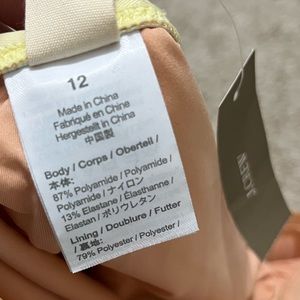 12
Made in China
Fabriqué en Chine
Hergestellt in China
中国製
Body / Corps / Oberteil /
本体:
87% Polyamide / Polyamide /
Polyamid / ナイロン
13% Elastane / Élasthanne /
Elastan / ポリウレタン
Lining / Doublure / Futter
/ 裏地:
79% Polyester / Polyester /
J.CREW